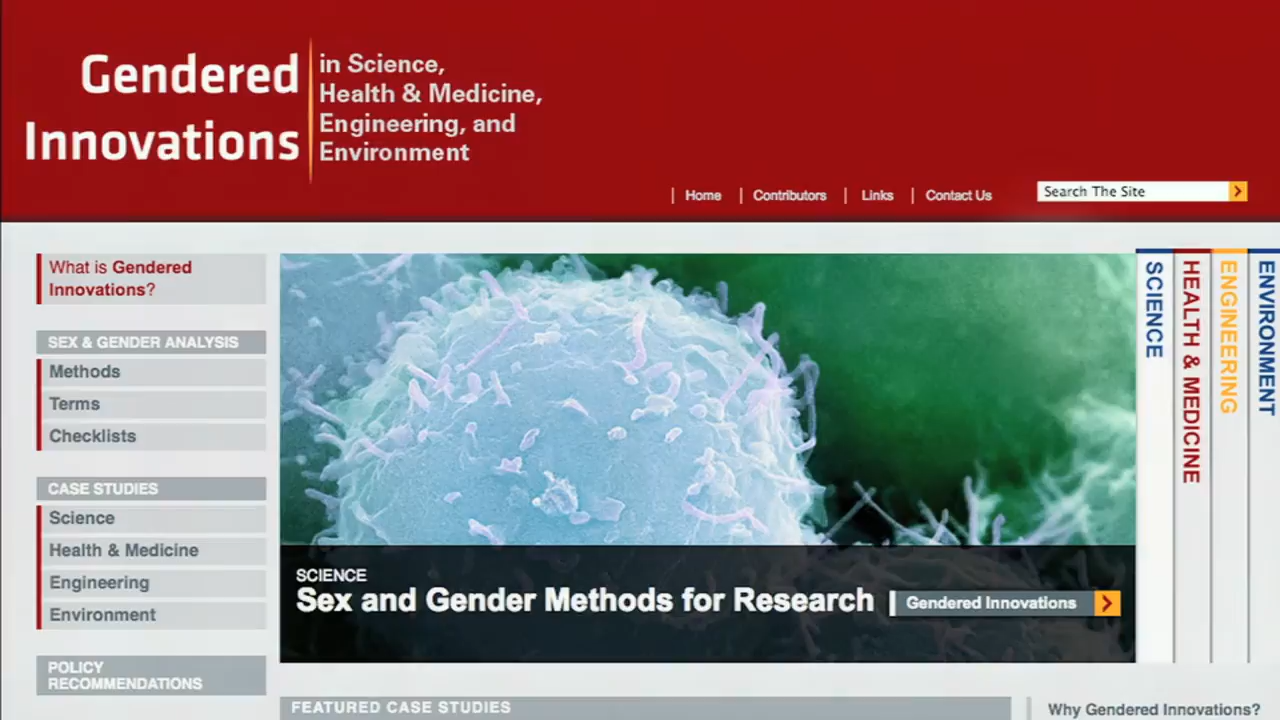 Gendered
Innovations
in Science,
Health & Medicine,
Engineering, and
Environment
Home
Contributors
Links
Contact Us
Search The Site
What is Gendered
Innovations?
SEX & GENDER ANALYSIS
Methods
Terms
Checklists
CASE STUDIES
Science
Health & Medicine
Engineering
Environment
POLICY
RECOMMENDATIONS
SCIENCE
Sex and Gender Methods for Research
Gendered Innovations
SCIENCE
HEALTH & MEDICINE
ENGINEERING
ENVIRONMENT
FEATURED CASE STUDIES
Why Gendered Innovations?